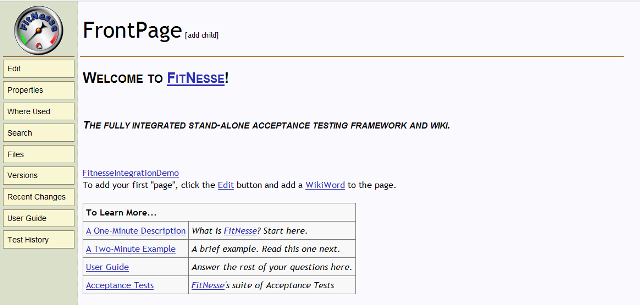 FitNesse
FrontPage [add child]
Edit
Properties
Where Used
Search
Files
Versions
Recent Changes
User Guide
Test History
Welcome to FitNesse!
The fully integrated stand-alone acceptance testing framework and wiki.
FitnesseIntegrationDemo
To add your first "page", click the Edit button and add a WikiWord to the page.
To Learn More...
A One-Minute Description What is FitNesse? Start here.
A Two-Minute Example A brief example. Read this one next.
User Guide Answer the rest of your questions here.
Acceptance Tests FitNesse's suite of Acceptance Tests